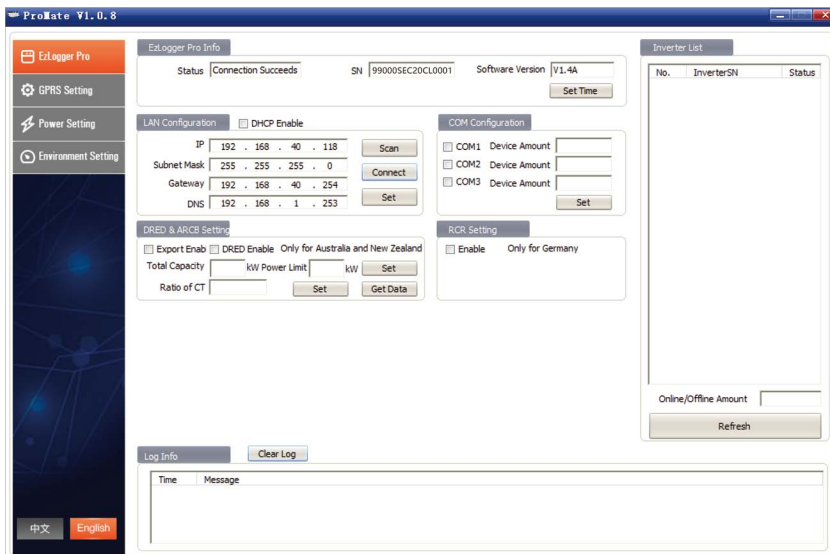 ProMate V1.0.8
EzLogger Pro
GPRS Setting
Power Setting
Environment Setting
中文 English
EzLogger Pro Info
Status Connection Succeeds SN 99000SEC20CL0001 Software Version V1.4A
Set Time
LAN Configuration DHCP Enable
IP 192 . 168 . 40 . 118 Scan
Subnet Mask 255 . 255 . 255 . 0 Connect
Gateway 192 . 168 . 40 . 254
DNS 192 . 168 . 1 . 253 Set
COM Configuration
COM1 Device Amount
COM2 Device Amount
COM3 Device Amount
Set
DRED & ARCB Setting
Export Enab DRED Enable Only for Australia and New Zealand
Total Capacity kW Power Limit kW Set
Ratio of CT Set Get Data
RCR Setting
Enable Only for Germany
Inverter List
No. InverterSN Status
Online/Offline Amount
Refresh
Log Info Clear Log
Time Message